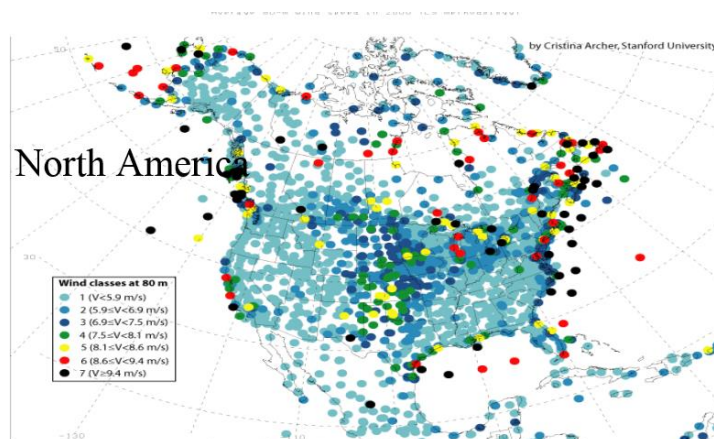 by Cristina Archer, Stanford University
50
North America
30
Wind classes at 80 m
1 (V<5.9 m/s)
2 (5.9≤V<6.9 m/s)
3 (6.9≤V<7.5 m/s)
4 (7.5≤V<8.1 m/s)
5 (8.1≤V<8.6 m/s)
6 (8.6≤V<9.4 m/s)
7 (V≥9.4 m/s)